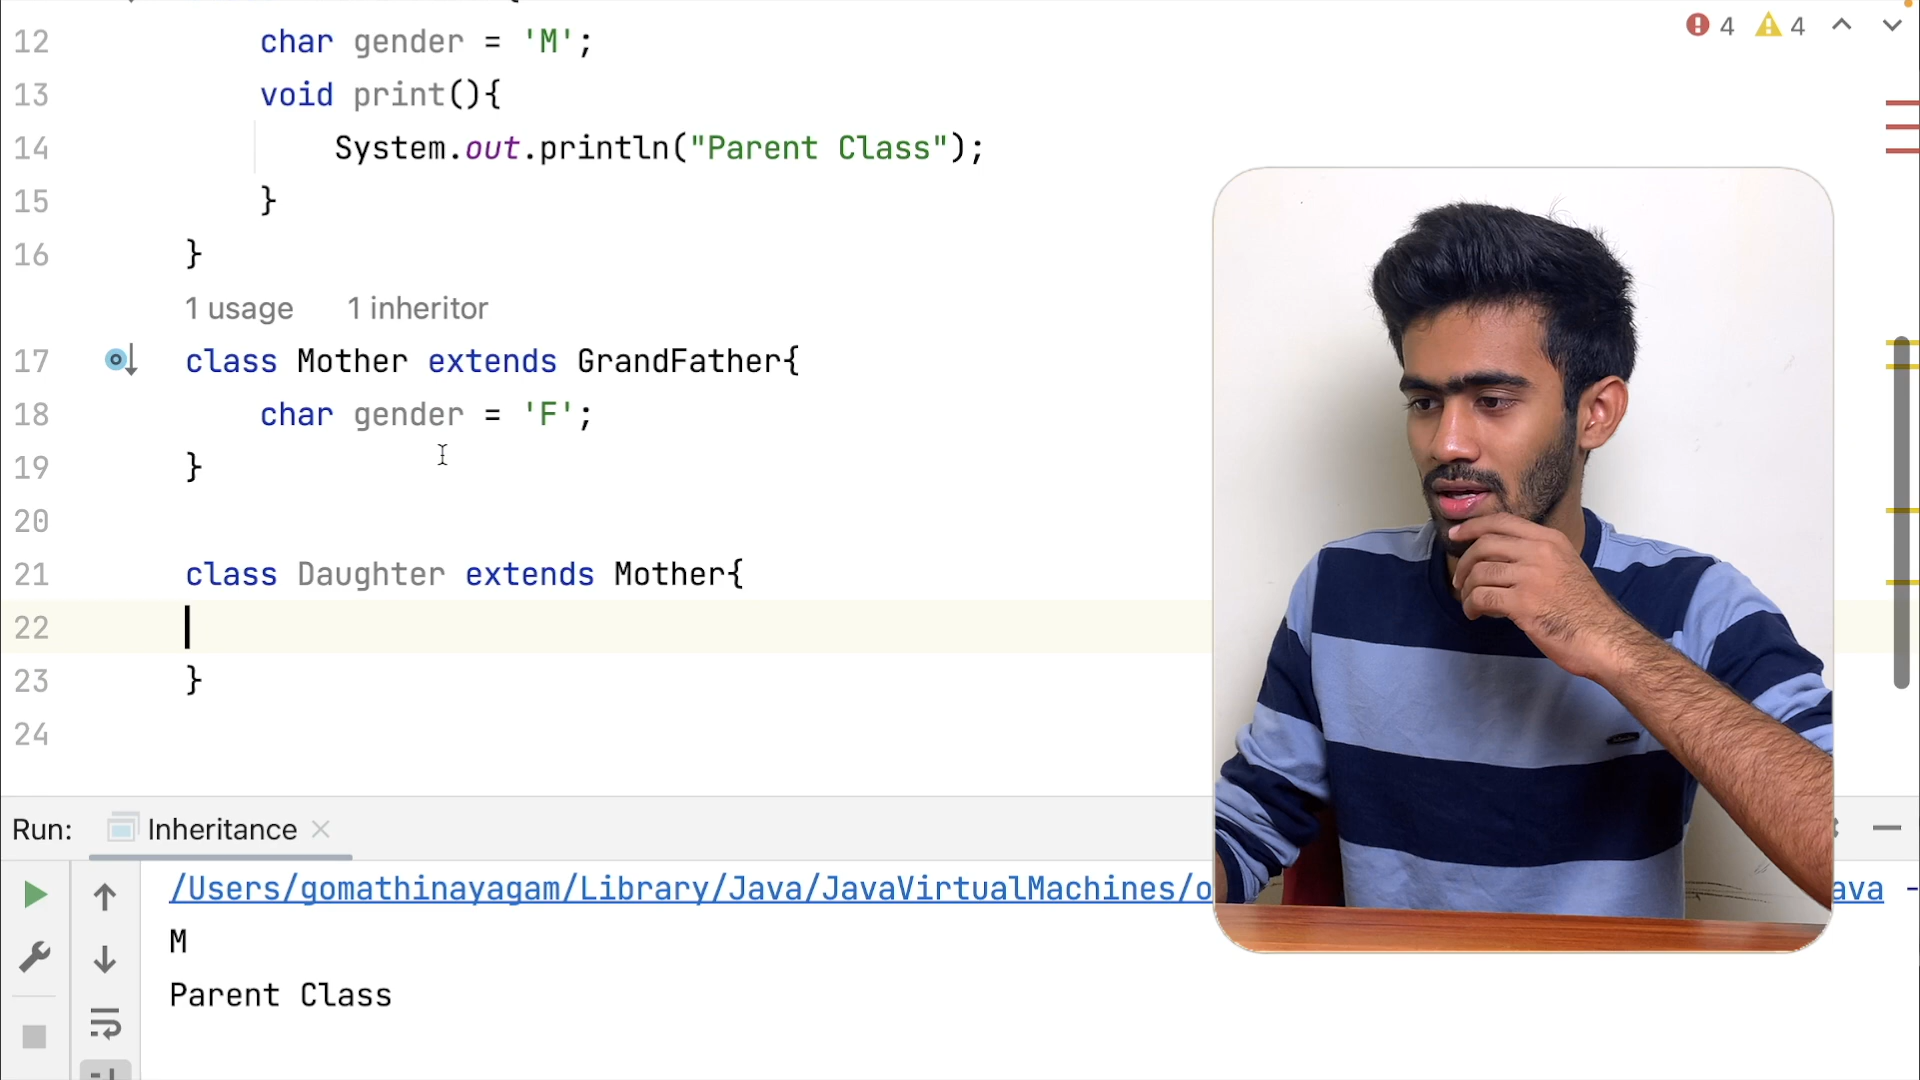 4 4
12 char gender = 'M';
13 void print(){
14 System.out.println("Parent Class");
15 }
16 }
1 usage 1 inheritor
17 class Mother extends GrandFather{
18 char gender = 'F';
19 }
20
21 class Daughter extends Mother{
22
23 }
24
Run: Inheritance
/Users/gomathinayagam/Library/Java/JavaVirtualMachines/o ava -
M
Parent Class